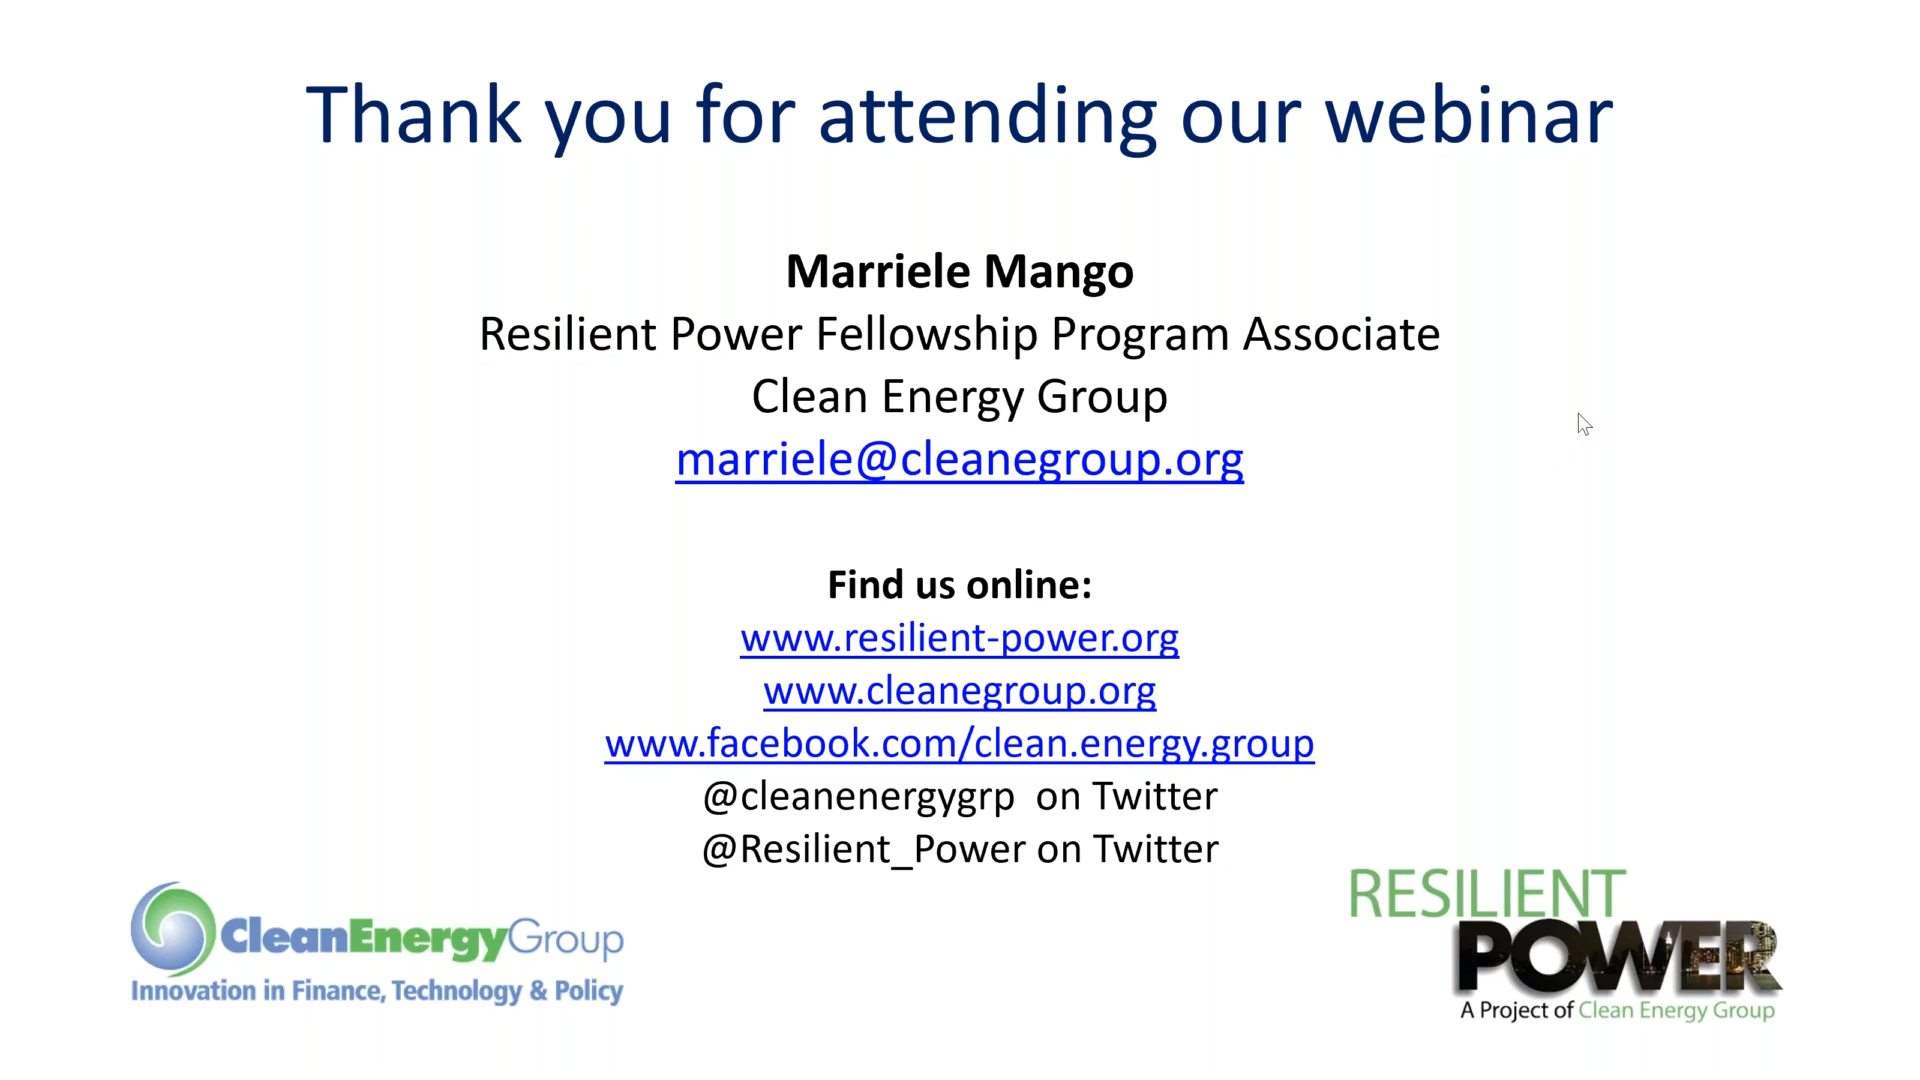 Thank you for attending our webinar
Marriele Mango
Resilient Power Fellowship Program Associate
Clean Energy Group
marriele@cleanegroup.org
Find us online:
www.resilient-power.org
www.cleanegroup.org
www.facebook.com/clean.energy.group
@cleanenergygrp  on Twitter
@Resilient_Power on Twitter
CleanEnergyGroup
Innovation in Finance, Technology & Policy
RESILIENT
POWER
A Project of Clean Energy Group